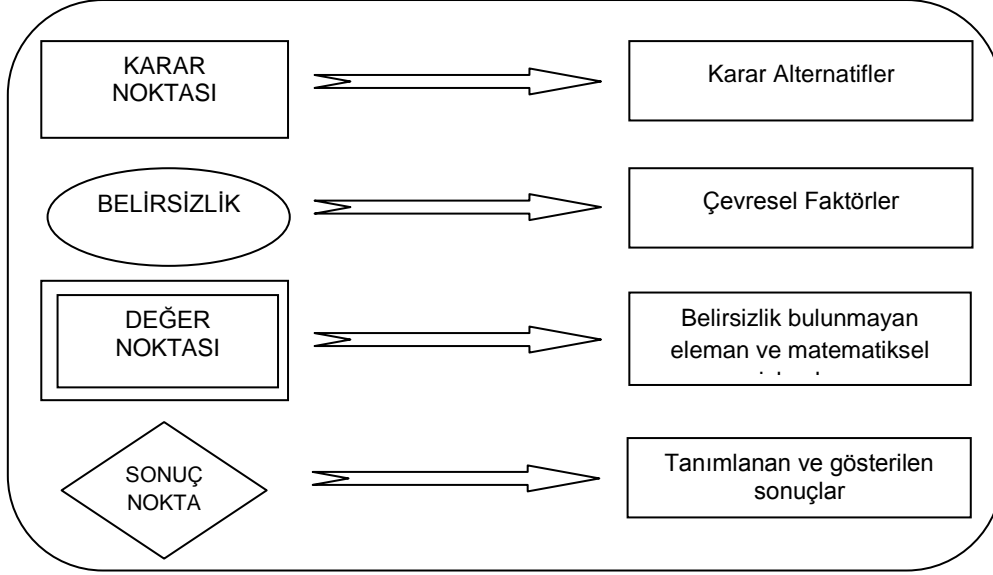 KARAR
NOKTASI
Karar Alternatifler
BELİRSİZLİK
Çevresel Faktörler
DEĞER
NOKTASI
Belirsizlik bulunmayan
eleman ve matematiksel
SONUÇ
NOKTA
Tanımlanan ve gösterilen
sonuçlar